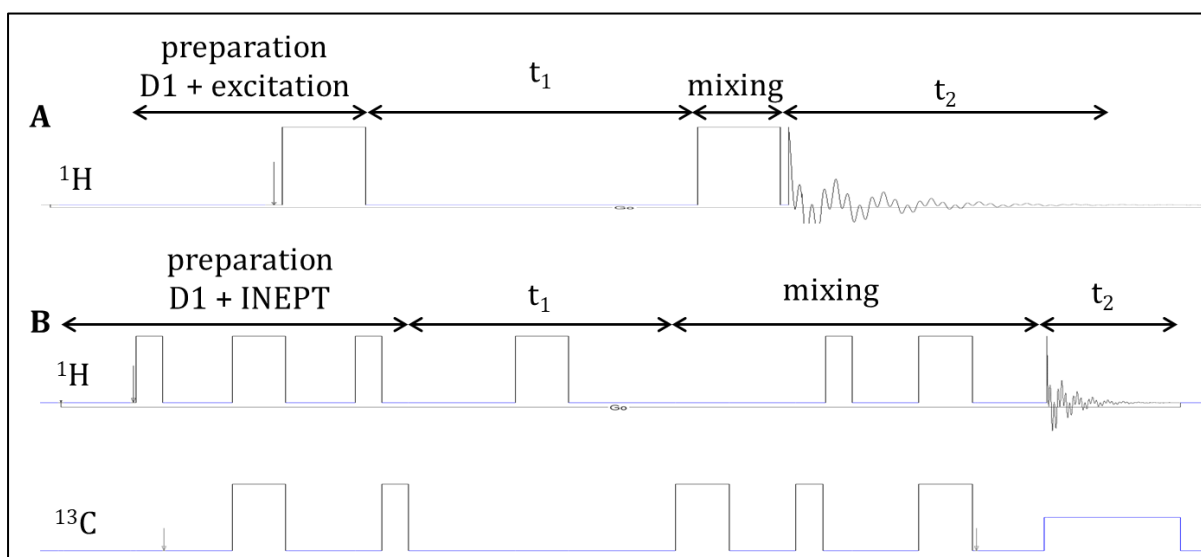 preparation
D1 + excitation
t₁
mixing
t₂
A
¹H
Go
preparation
D1 + INEPT
t₁
mixing
t₂
B
¹H
Go
¹³C